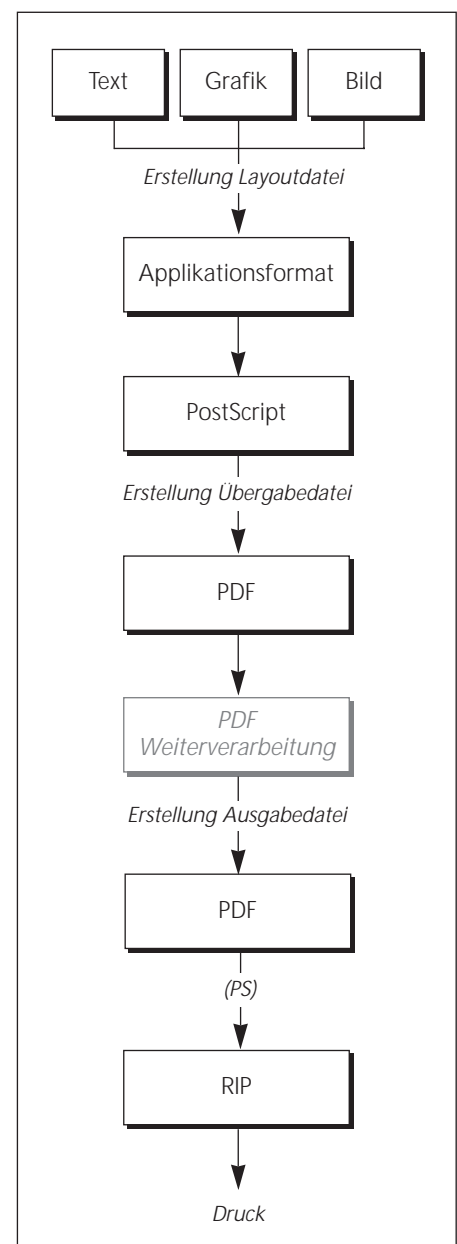 Text
Grafik
Bild
Erstellung Layoutdatei
Applikationsformat
PostScript
Erstellung Übergabedatei
PDF
PDF
Weiterverarbeitung
Erstellung Ausgabedatei
PDF
(PS)
RIP
Druck